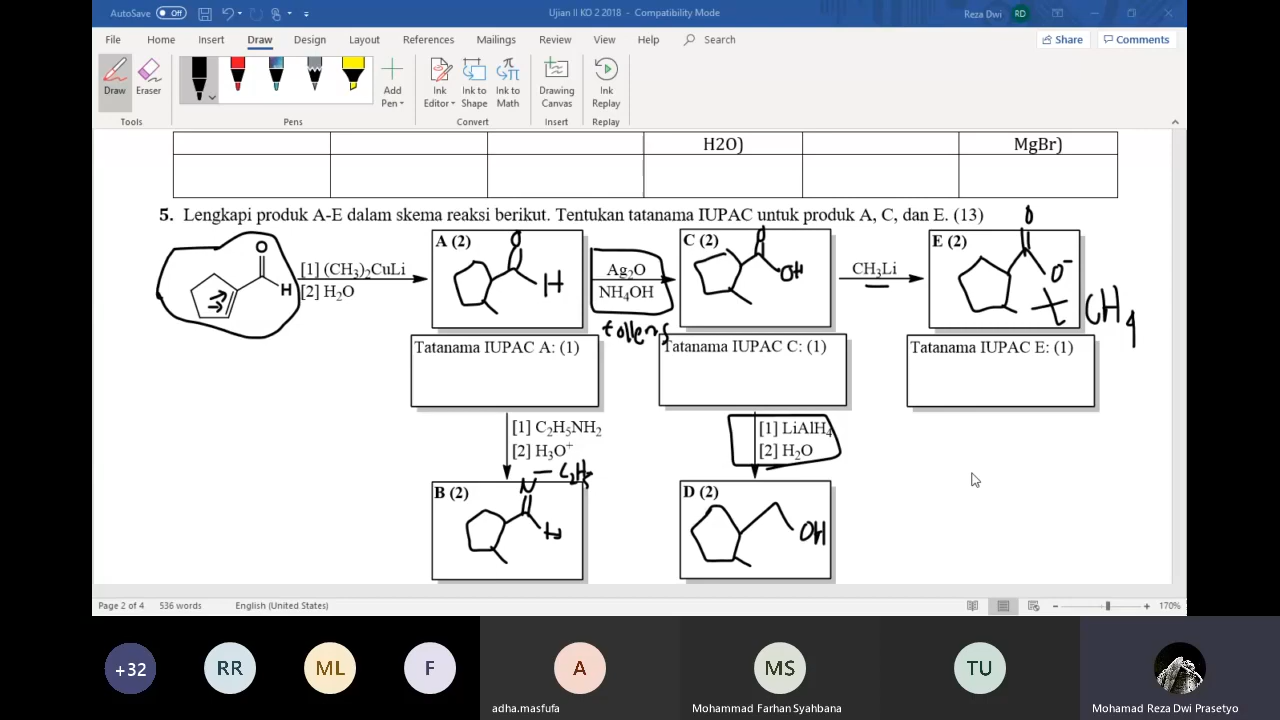 AutoSave Off
Ujian II KO 2 2018 - Compatibility Mode
Reza Dwi RD
File Home Insert Draw Design Layout References Mailings Review View Help Search
Share Comments
Draw Eraser
Add Pen
Ink Editor
Ink to Shape
Ink to Math
Drawing Canvas
Ink Replay
Tools Pens Convert Insert Replay
H2O) MgBr)
5. Lengkapi produk A-E dalam skema reaksi berikut. Tentukan tatanama IUPAC untuk produk A, C, dan E. (13)
O
H
[1] (CH₃)₂CuLi
[2] H₂O
A (2)
O
H
Ag₂O
NH₄OH
tollens
C (2)
O
OH
CH₃Li
E (2)
O
O⁻
+ CH₄
Tatanama IUPAC A: (1)
Tatanama IUPAC C: (1)
Tatanama IUPAC E: (1)
[1] C₂H₅NH₂
[2] H₃O⁺
[1] LiAlH₄
[2] H₂O
B (2)
N — C₂H₅
H
D (2)
OH
Page 2 of 4 536 words English (United States)
170%
+32 RR ML F A MS TU
adha.masfufa
Mohammad Farhan Syahbana
Mohamad Reza Dwi Prasetyo